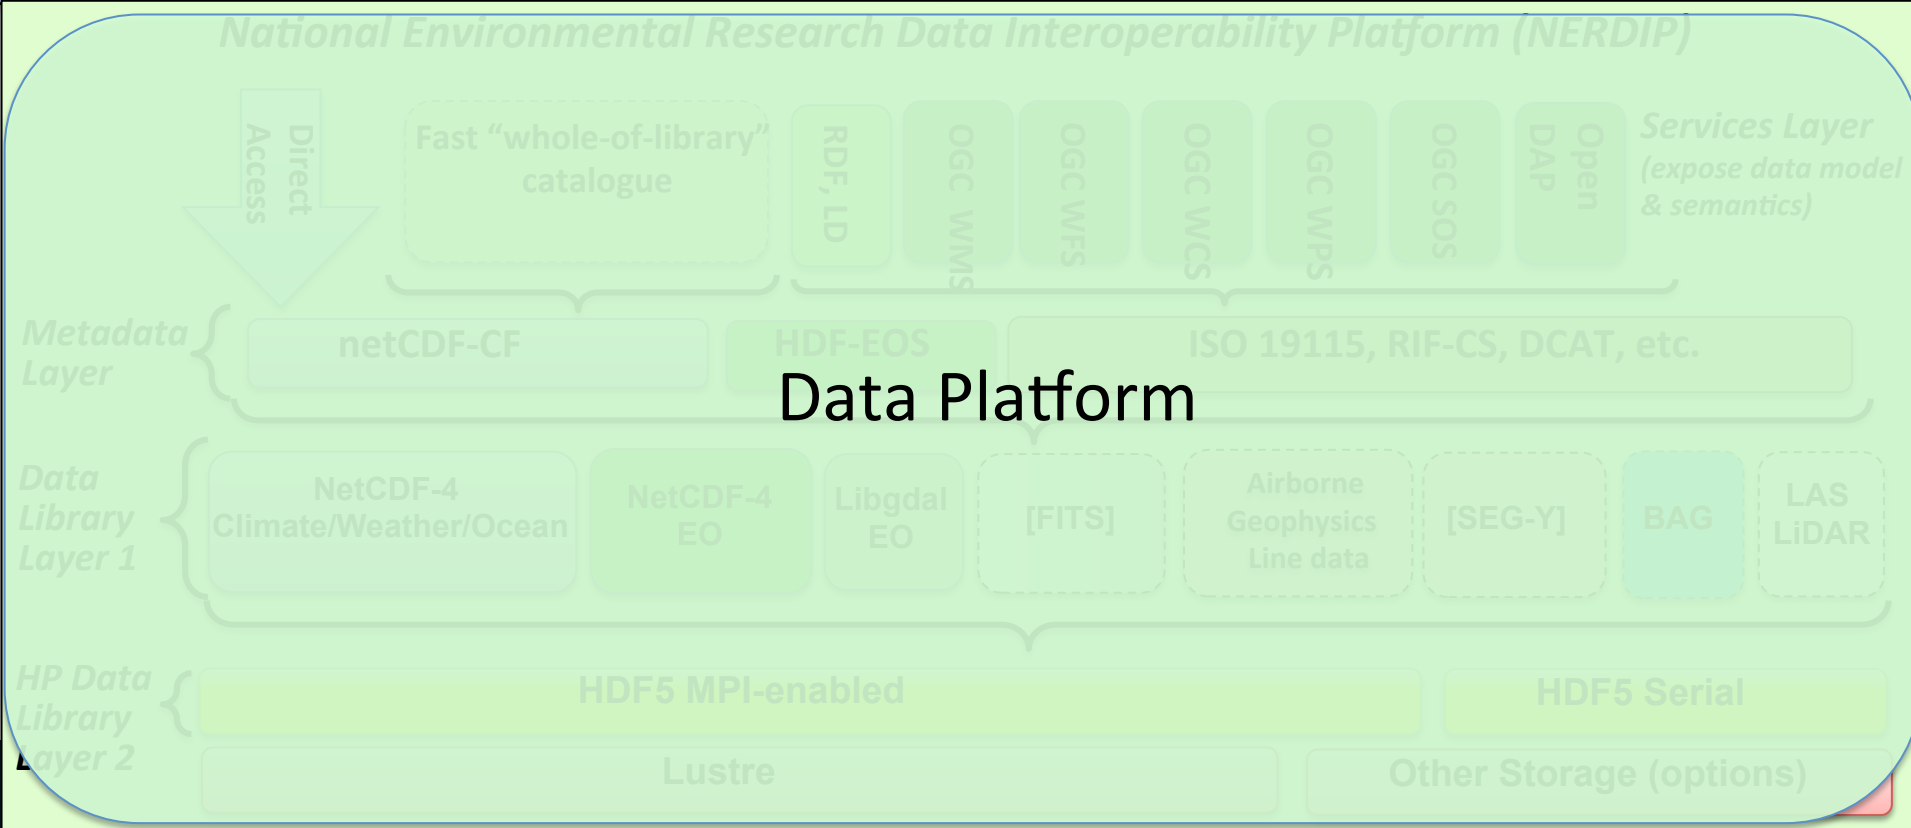 National Environmental Research Data Interoperability Platform (NERDIP)
Direct
Access
Fast “whole-of-library”
catalogue
RDF, LD
OGC WMS
OGC WFS
OGC WCS
OGC WPS
OGC SOS
Open
DAP
Services Layer
(expose data model
& semantics)
Metadata
Layer
netCDF-CF
HDF-EOS
ISO 19115, RIF-CS, DCAT, etc.
Data Platform
Data
Library
Layer 1
NetCDF-4
Climate/Weather/Ocean
NetCDF-4
EO
Libgdal
EO
[FITS]
Airborne
Geophysics
Line data
[SEG-Y]
BAG
LAS
LiDAR
HP Data
Library
Layer 2
HDF5 MPI-enabled
HDF5 Serial
Lustre
Other Storage (options)